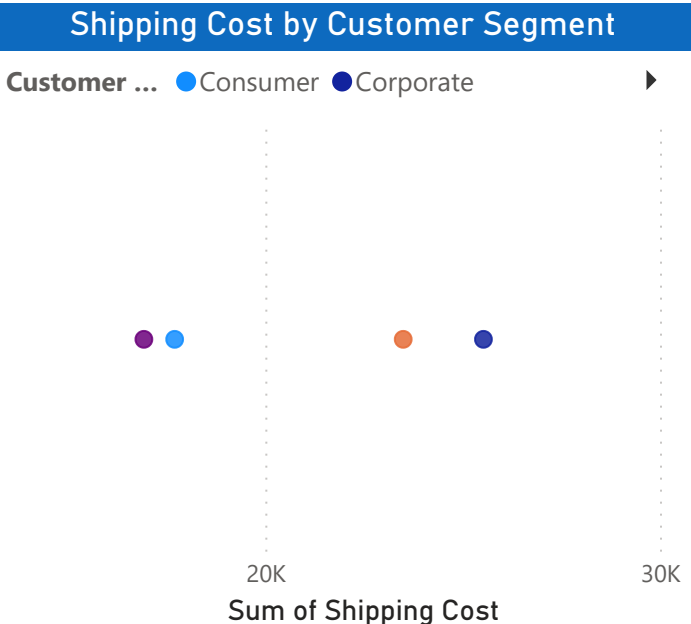 Shipping Cost by Customer Segment
Customer ... Consumer Corporate
20K 30K
Sum of Shipping Cost